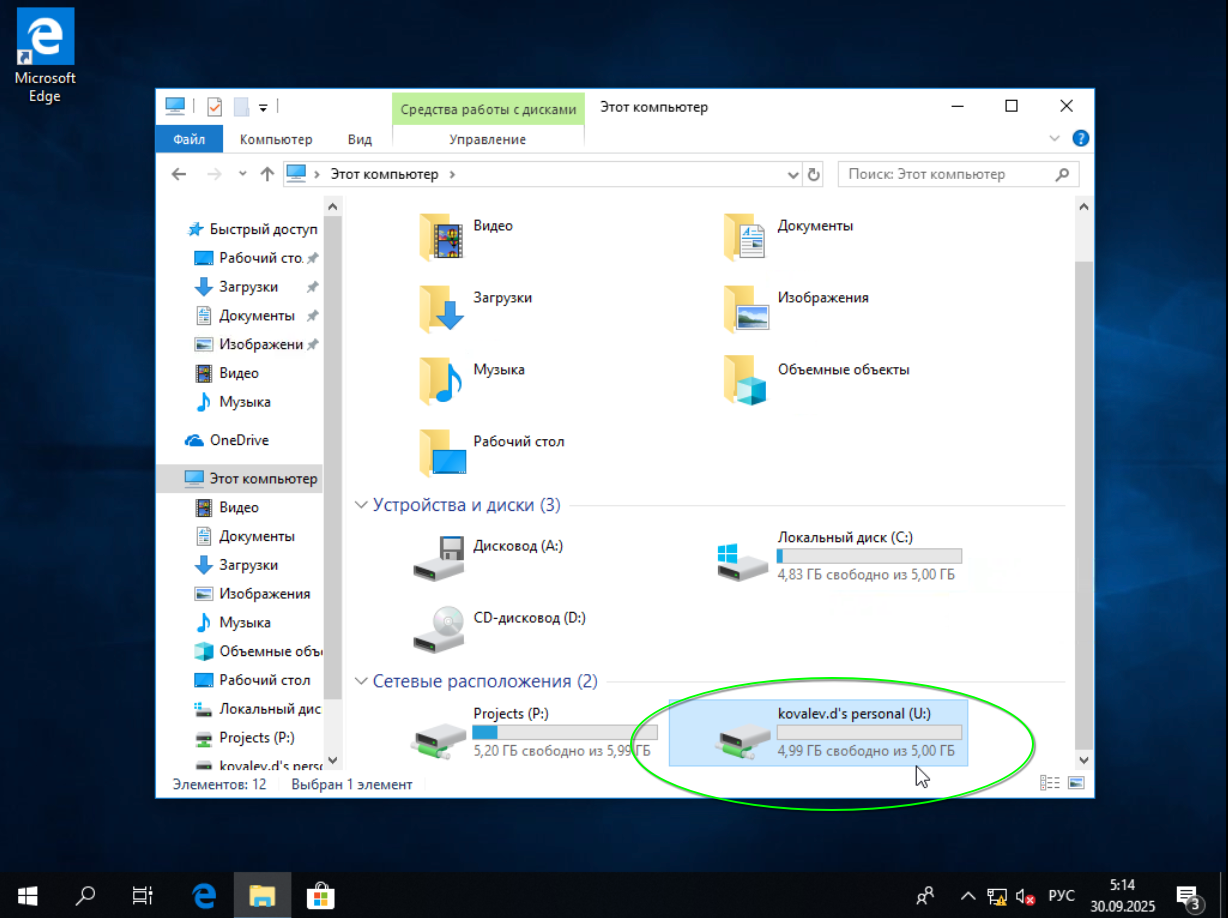 Microsoft
Edge
Средства работы с дисками
Этот компьютер
Файл
Компьютер
Вид
Управление
Этот компьютер
Поиск: Этот компьютер
Быстрый доступ
Рабочий сто
Загрузки
Документы
Изображени
Видео
Музыка
OneDrive
Этот компьютер
Видео
Документы
Загрузки
Изображения
Музыка
Объемные объ
Рабочий стол
Локальный дис
Projects (P:)
kovalev.d's perso
Видео
Документы
Загрузки
Изображения
Музыка
Объемные объекты
Рабочий стол
Устройства и диски (3)
Дисковод (A:)
Локальный диск (C:)
4,83 ГБ свободно из 5,00 ГБ
CD-дисковод (D:)
Сетевые расположения (2)
Projects (P:)
5,20 ГБ свободно из 5,99 ГБ
kovalev.d's personal (U:)
4,99 ГБ свободно из 5,00 ГБ
Элементов: 12
Выбран 1 элемент
РУС
5:14
30.09.2025
3